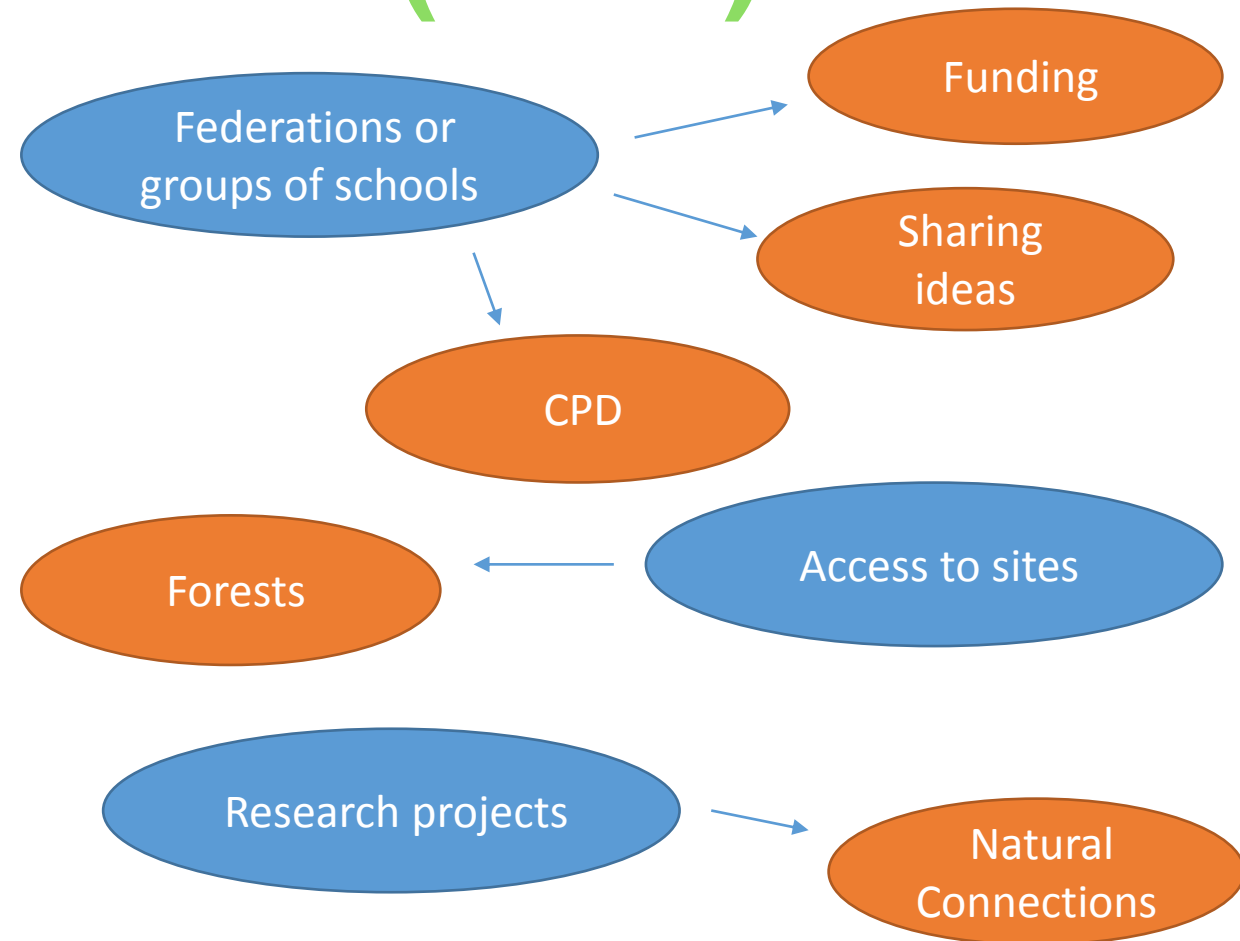 Funding
Federations or
groups of schools
Sharing
ideas
CPD
Access to sites
Forests
Research projects
Natural
Connections